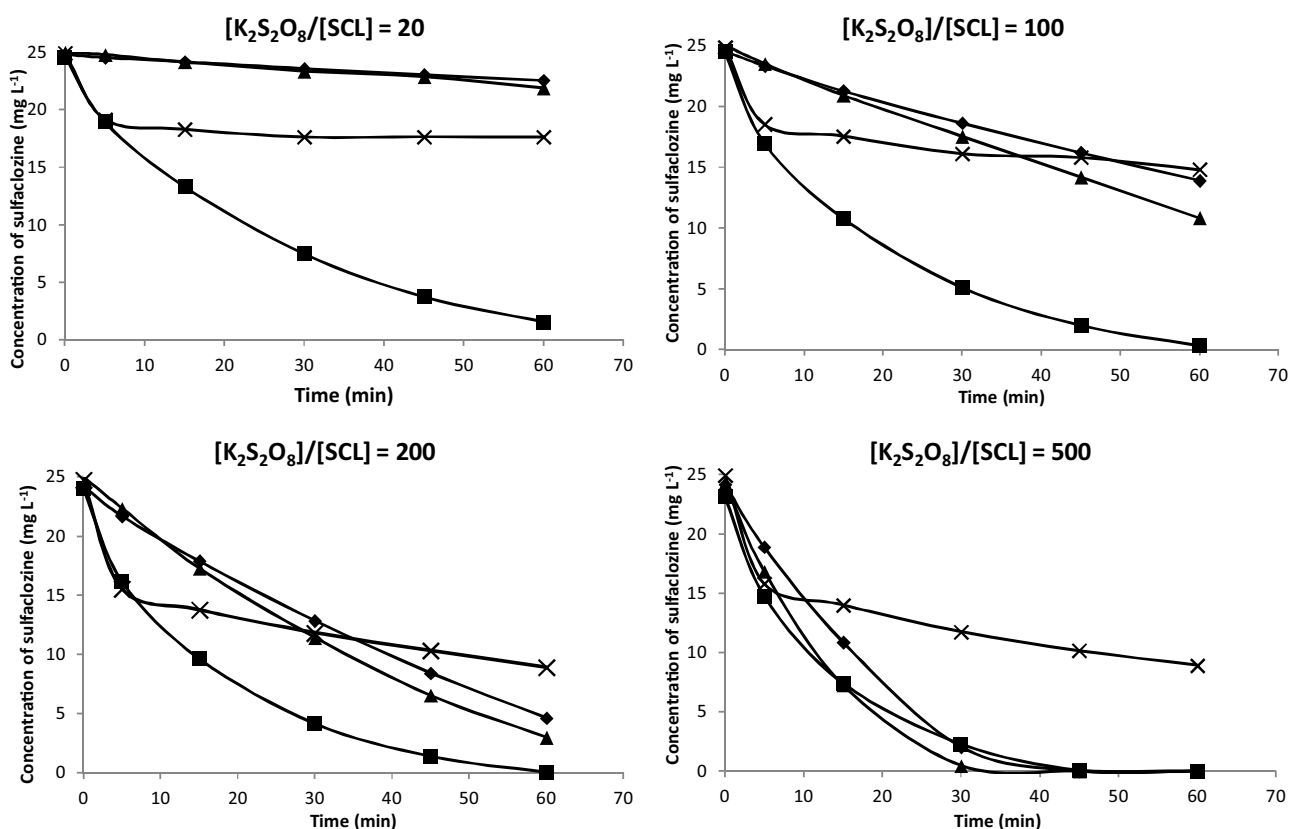 [K₂S₂O₈/[SCL] = 20
Concentration of sulfaclozine (mg L⁻¹)
25
20
15
10
5
0
0 10 20 30 40 50 60 70
Time (min)
[K₂S₂O₈]/[SCL] = 100
Concentration of sulfaclozine (mg L⁻¹)
25
20
15
10
5
0
0 10 20 30 40 50 60 70
Time (min)
[K₂S₂O₈]/[SCL] = 200
Concentration of sulfaclozine (mg L⁻¹)
25
20
15
10
5
0
0 10 20 30 40 50 60 70
Time (min)
[K₂S₂O₈]/[SCL] = 500
Concentration of sulfaclozine (mg L⁻¹)
25
20
15
10
5
0
0 10 20 30 40 50 60 70
Time (min)